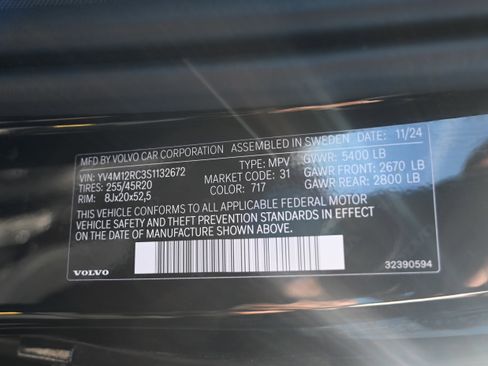 MFD BY VOLVO CAR CORPORATION ASSEMBLED IN SWEDEN DATE: 11/24
VIN: YV4M12RC3S1132672 TYPE: MPV GVWR: 5400 LB
TIRES: 255/45R20 MARKET CODE: 31 GAWR FRONT: 2670 LB
RIM: 8Jx20x52,5 COLOR: 717 GAWR REAR: 2800 LB
THIS VEHICLE CONFORMS TO ALL APPLICABLE FEDERAL MOTOR
VEHICLE SAFETY AND THEFT PREVENTION STANDARDS IN EFFECT
ON THE DATE OF MANUFACTURE SHOWN ABOVE.
VOLVO 32390594